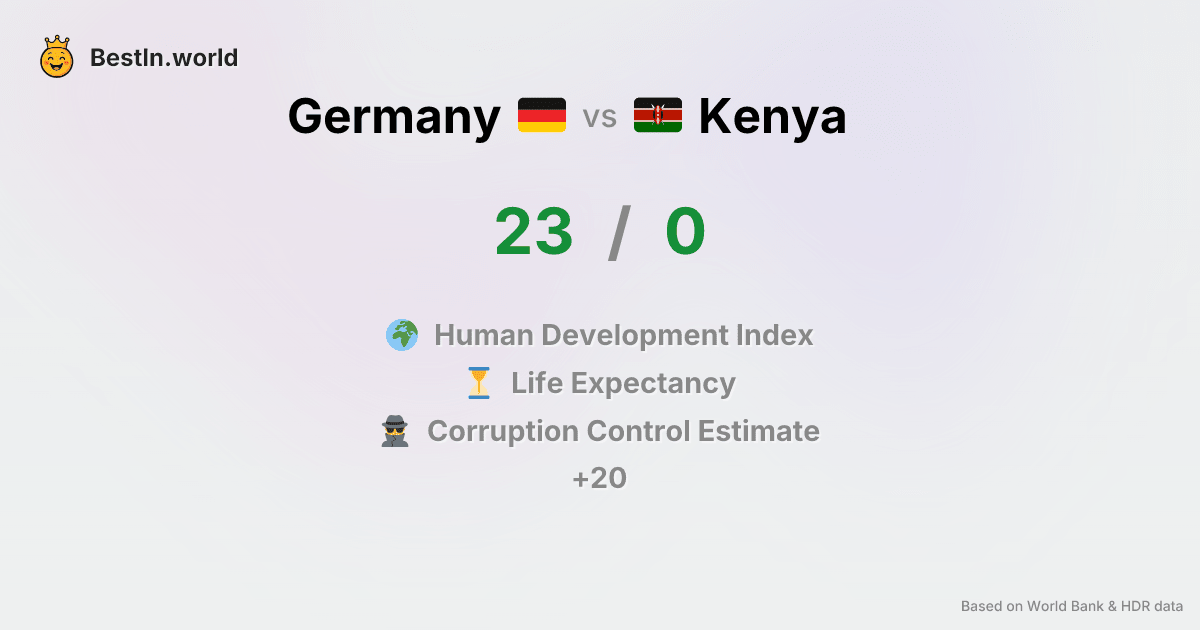 BestIn.world
Germany vs Kenya
23 / 0
Human Development Index
Life Expectancy
Corruption Control Estimate
+20
Based on World Bank & HDR data